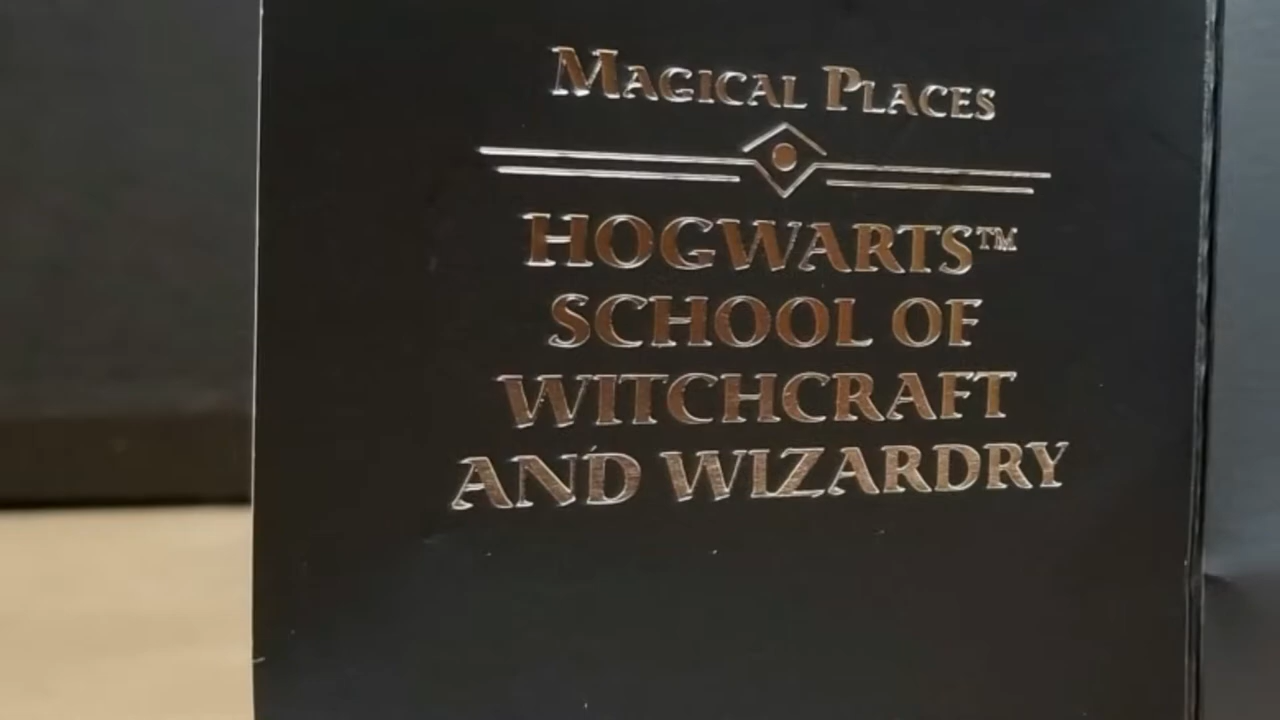 Magical Places
HOGWARTS™
SCHOOL OF
WITCHCRAFT
AND WIZARDRY